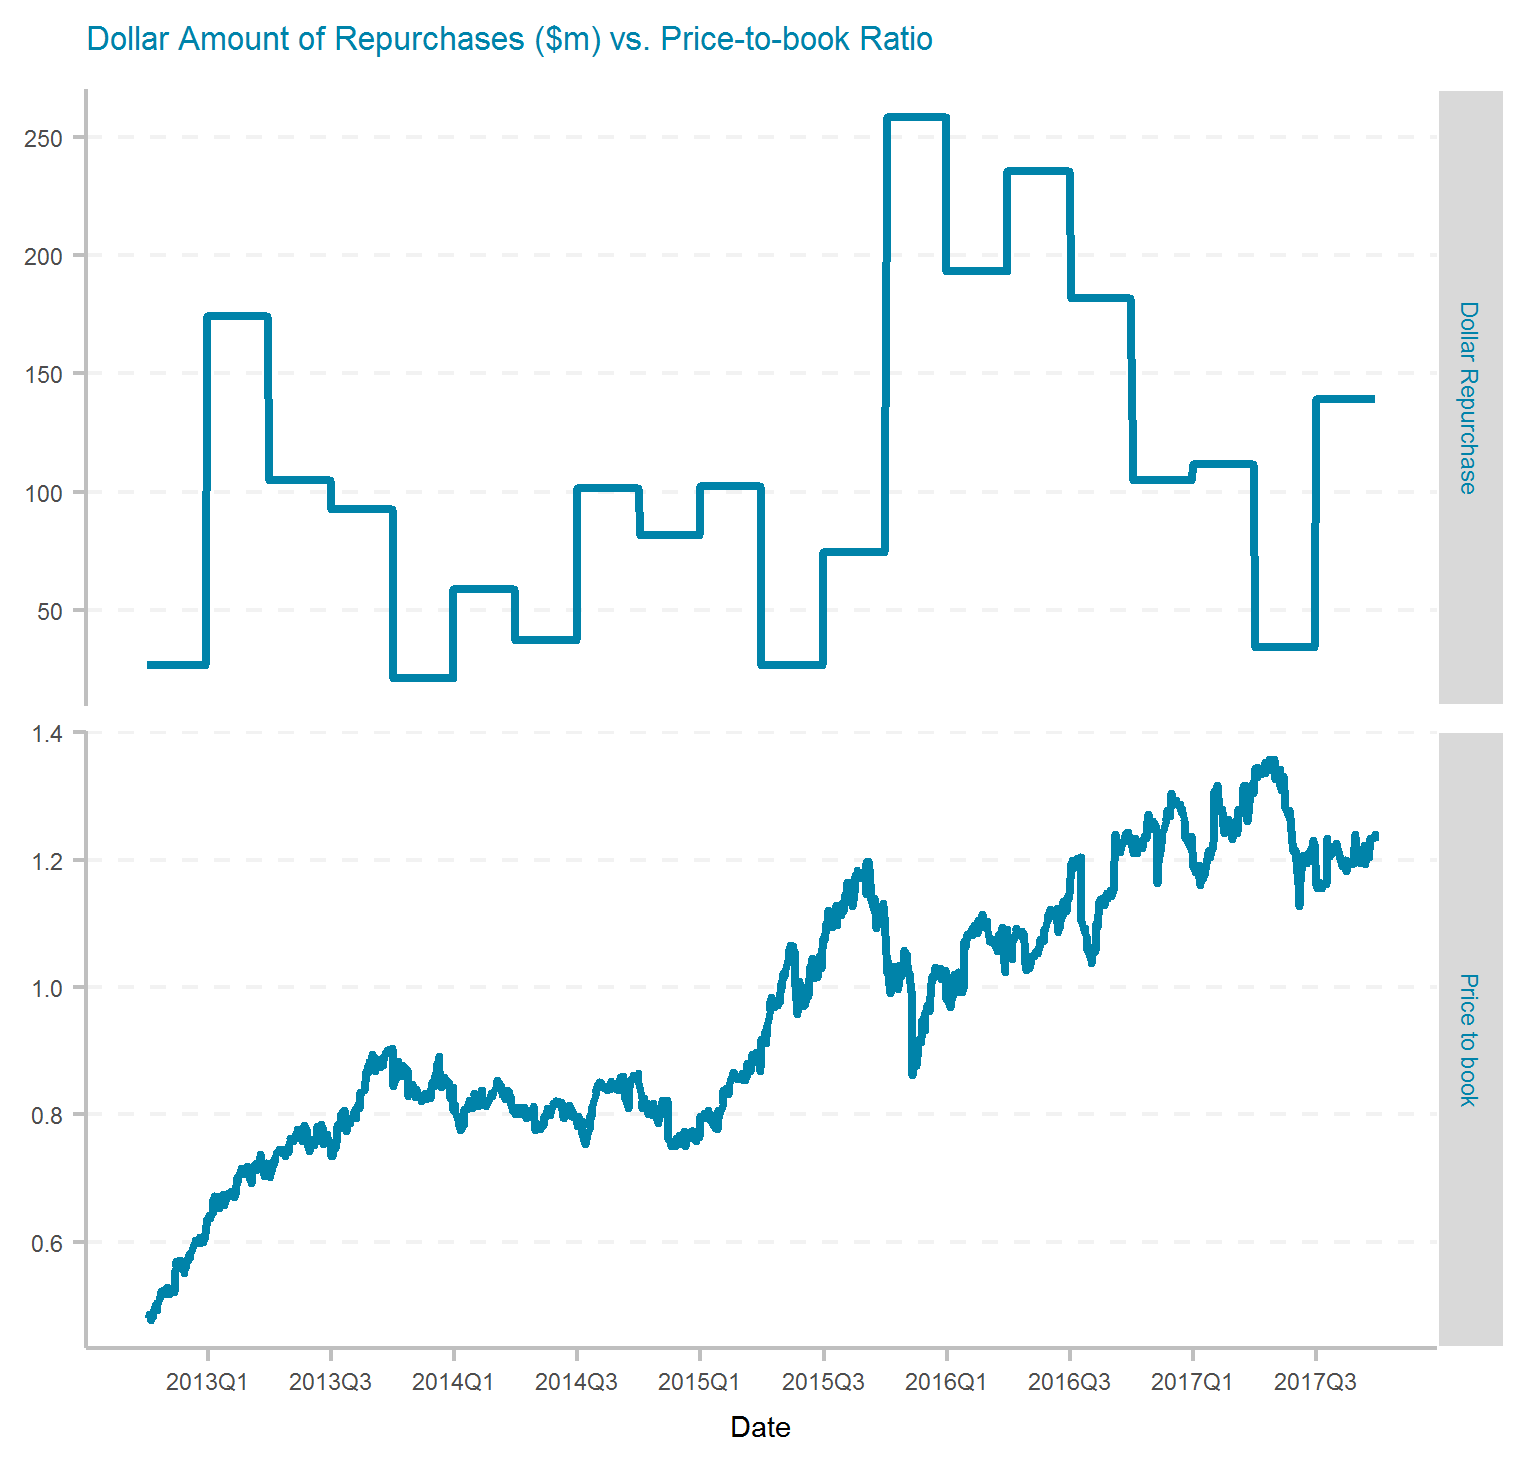 Dollar Amount of Repurchases ($m) vs. Price-to-book Ratio
250
200
150
100
50
Dollar Repurchase
1.4
1.2
1.0
0.8
0.6
Price to book
2013Q1 2013Q3 2014Q1 2014Q3 2015Q1 2015Q3 2016Q1 2016Q3 2017Q1 2017Q3
Date